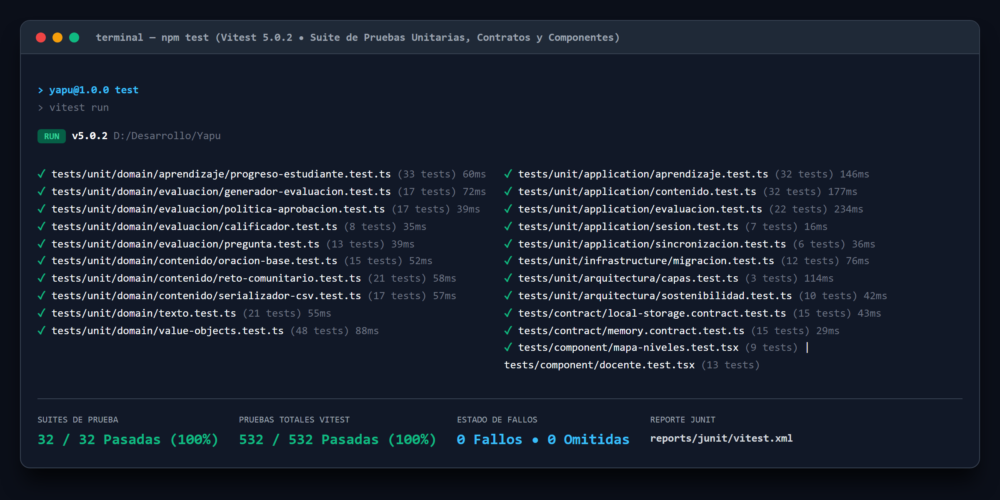 terminal — npm test (Vitest 5.0.2 • Suite de Pruebas Unitarias, Contratos y Componentes)
> yapu@1.0.0 test
> vitest run
RUN v5.0.2 D:/Desarrollo/Yapu
✓ tests/unit/domain/aprendizaje/progreso-estudiante.test.ts (33 tests) 60ms
✓ tests/unit/domain/evaluacion/generador-evaluacion.test.ts (17 tests) 72ms
✓ tests/unit/domain/evaluacion/politica-aprobacion.test.ts (17 tests) 39ms
✓ tests/unit/domain/evaluacion/calificador.test.ts (8 tests) 35ms
✓ tests/unit/domain/evaluacion/pregunta.test.ts (13 tests) 39ms
✓ tests/unit/domain/contenido/oracion-base.test.ts (15 tests) 52ms
✓ tests/unit/domain/contenido/reto-comunitario.test.ts (21 tests) 58ms
✓ tests/unit/domain/contenido/serializador-csv.test.ts (17 tests) 57ms
✓ tests/unit/domain/texto.test.ts (21 tests) 55ms
✓ tests/unit/domain/value-objects.test.ts (48 tests) 88ms
✓ tests/unit/application/aprendizaje.test.ts (32 tests) 146ms
✓ tests/unit/application/contenido.test.ts (32 tests) 177ms
✓ tests/unit/application/evaluacion.test.ts (22 tests) 234ms
✓ tests/unit/application/sesion.test.ts (7 tests) 16ms
✓ tests/unit/application/sincronizacion.test.ts (6 tests) 36ms
✓ tests/unit/infrastructure/migracion.test.ts (12 tests) 76ms
✓ tests/unit/arquitectura/capas.test.ts (3 tests) 114ms
✓ tests/unit/arquitectura/sostenibilidad.test.ts (10 tests) 42ms
✓ tests/contract/local-storage.contract.test.ts (15 tests) 43ms
✓ tests/contract/memory.contract.test.ts (15 tests) 29ms
✓ tests/component/mapa-niveles.test.tsx (9 tests) |
tests/component/docente.test.tsx (13 tests)
SUITES DE PRUEBA
32 / 32 Pasadas (100%)
PRUEBAS TOTALES VITEST
532 / 532 Pasadas (100%)
ESTADO DE FALLOS
0 Fallos • 0 Omitidas
REPORTE JUNIT
reports/junit/vitest.xml